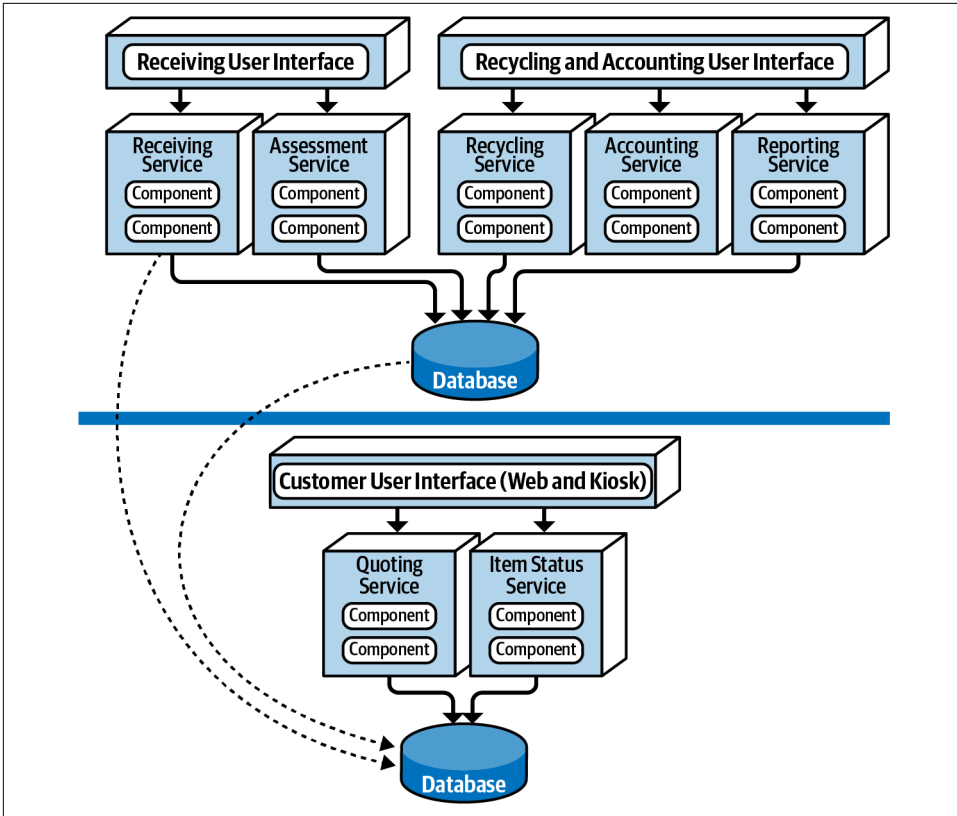 Receiving User Interface
Recycling and Accounting User Interface
Receiving
Service
Component
Component
Assessment
Service
Component
Component
Recycling
Service
Component
Component
Accounting
Service
Component
Component
Reporting
Service
Component
Component
Database
Customer User Interface (Web and Kiosk)
Quoting
Service
Component
Component
Item Status
Service
Component
Component
Database